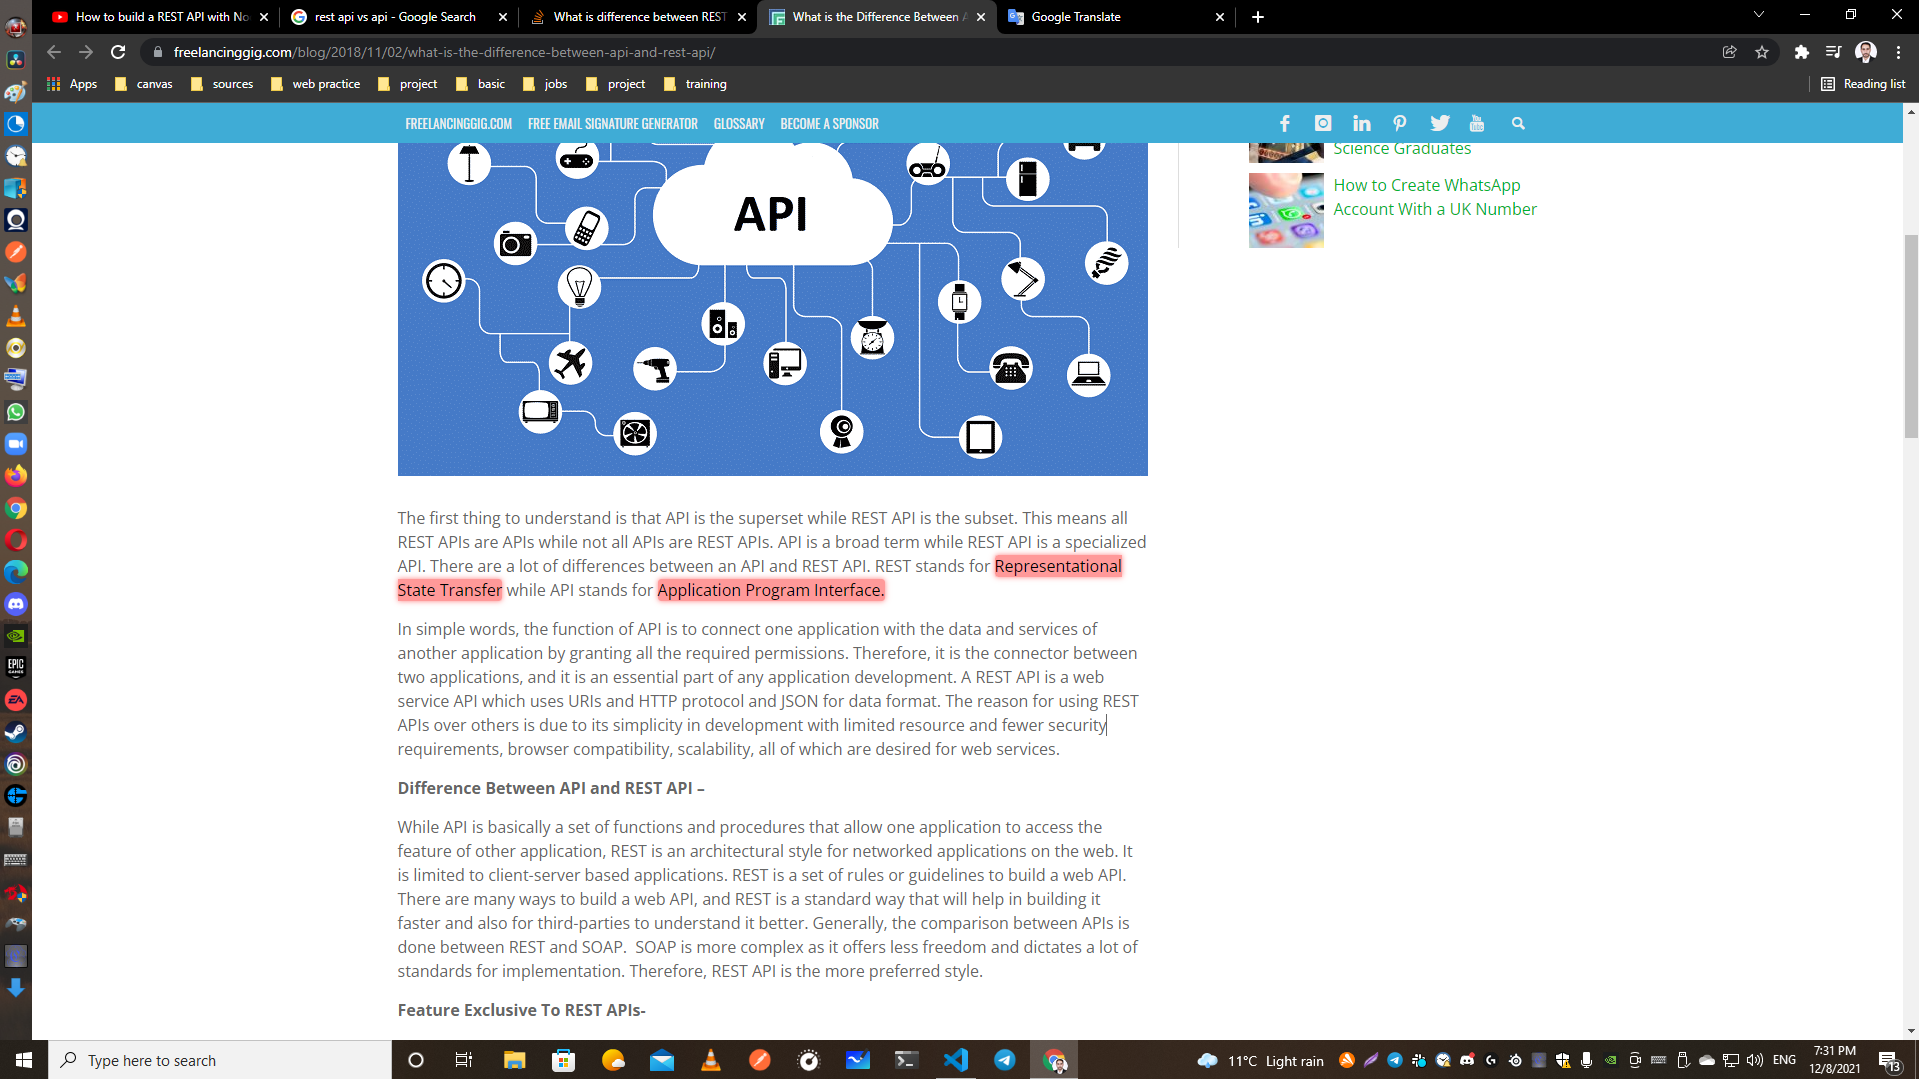 How to build a REST API with No
rest api vs api - Google Search
What is difference between REST
What is the Difference Between A
Google Translate
freelancinggig.com/blog/2018/11/02/what-is-the-difference-between-api-and-rest-api/
Apps canvas sources web practice project basic jobs project training
Reading list
FREELANCINGGIG.COM FREE EMAIL SIGNATURE GENERATOR GLOSSARY BECOME A SPONSOR
API
Science Graduates
How to Create WhatsApp
Account With a UK Number
The first thing to understand is that API is the superset while REST API is the subset. This means all
REST APIs are APIs while not all APIs are REST APIs. API is a broad term while REST API is a specialized
API. There are a lot of differences between an API and REST API. REST stands for Representational
State Transfer while API stands for Application Program Interface.
In simple words, the function of API is to connect one application with the data and services of
another application by granting all the required permissions. Therefore, it is the connector between
two applications, and it is an essential part of any application development. A REST API is a web
service API which uses URIs and HTTP protocol and JSON for data format. The reason for using REST
APIs over others is due to its simplicity in development with limited resource and fewer security
requirements, browser compatibility, scalability, all of which are desired for web services.
Difference Between API and REST API –
While API is basically a set of functions and procedures that allow one application to access the
feature of other application, REST is an architectural style for networked applications on the web. It
is limited to client-server based applications. REST is a set of rules or guidelines to build a web API.
There are many ways to build a web API, and REST is a standard way that will help in building it
faster and also for third-parties to understand it better. Generally, the comparison between APIs is
done between REST and SOAP.  SOAP is more complex as it offers less freedom and dictates a lot of
standards for implementation. Therefore, REST API is the more preferred style.
Feature Exclusive To REST APIs-
EPIC
GAMES
EA
Type here to search
11°C Light rain
ENG
7:31 PM
12/8/2021
13